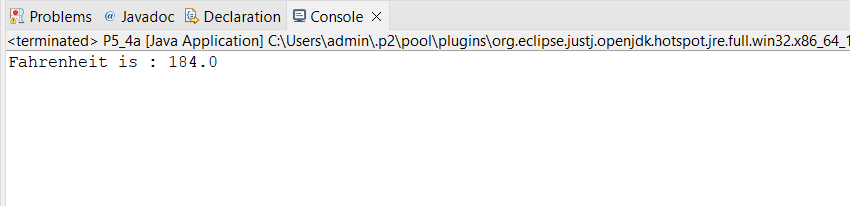 Problems @ Javadoc Declaration Console
<terminated> P5_4a [Java Application] C:\Users\admin\.p2\pool\plugins\org.eclipse.justj.openjdk.hotspot.jre.full.win32.x86_64_1
Fahrenheit is : 184.0